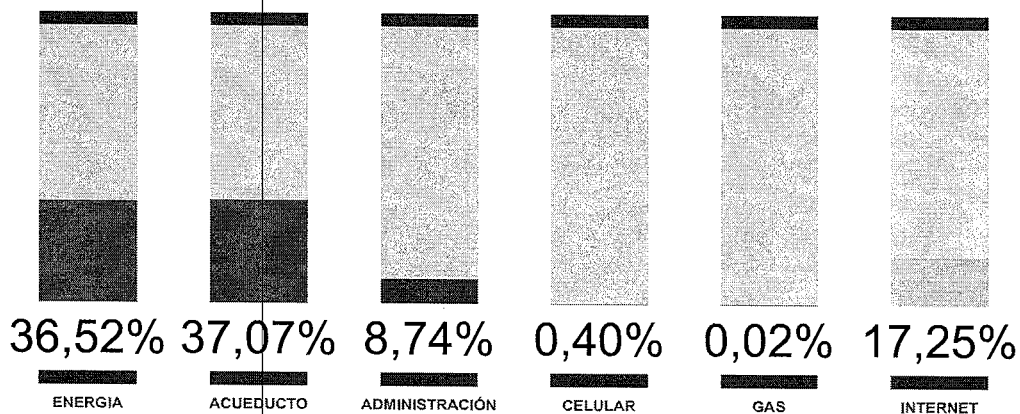 36,52% 37,07% 8,74% 0,40% 0,02% 17,25%
ENERGIA ACUEDUCTO ADMINISTRACIÓN CELULAR GAS INTERNET